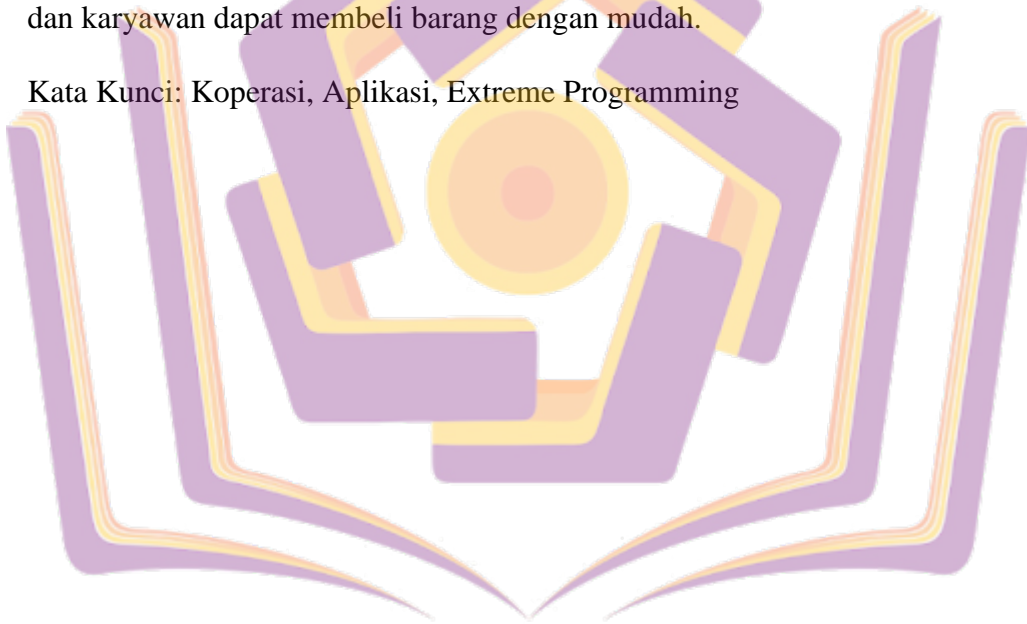 dan karyawan dapat membeli barang dengan mudah.
Kata Kunci: Koperasi, Aplikasi, Extreme Programming